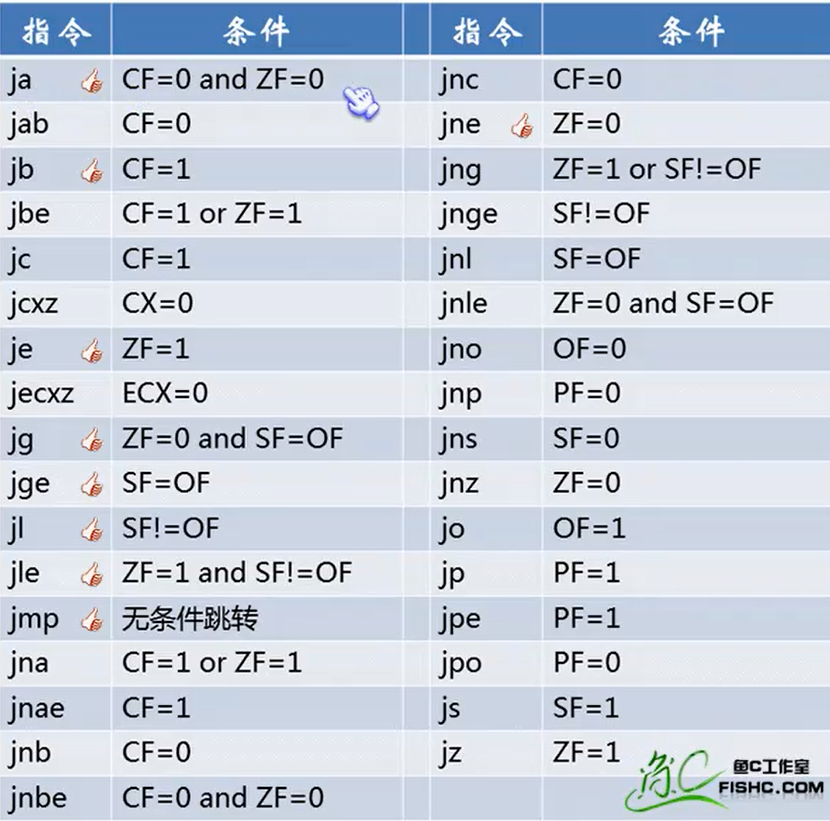 指令 条件 指令 条件
ja CF=0 and ZF=0 jnc CF=0
jab CF=0 jne ZF=0
jb CF=1 jng ZF=1 or SF!=OF
jbe CF=1 or ZF=1 jnge SF!=OF
jc CF=1 jnl SF=OF
jcxz CX=0 jnle ZF=0 and SF=OF
je ZF=1 jno OF=0
jecxz ECX=0 jnp PF=0
jg ZF=0 and SF=OF jns SF=0
jge SF=OF jnz ZF=0
jl SF!=OF jo OF=1
jle ZF=1 and SF!=OF jp PF=1
jmp 无条件跳转 jpe PF=1
jna CF=1 or ZF=1 jpo PF=0
jnae CF=1 js SF=1
jnb CF=0 jz ZF=1
jnbe CF=0 and ZF=0
鱼C 鱼C工作室
FISHC.COM